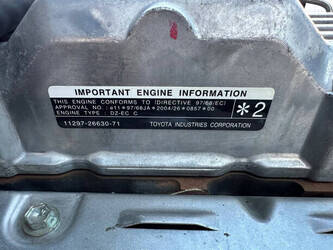 IMPORTANT ENGINE INFORMATION
THIS ENGINE CONFORMS TO (DIRECTIVE 97/68/EC)
APPROVAL NO. : e11*97/68JA*2004/26*0857*00
ENGINE TYPE : DZ-EC C
*2
11297-26630-71 TOYOTA INDUSTRIES CORPORATION